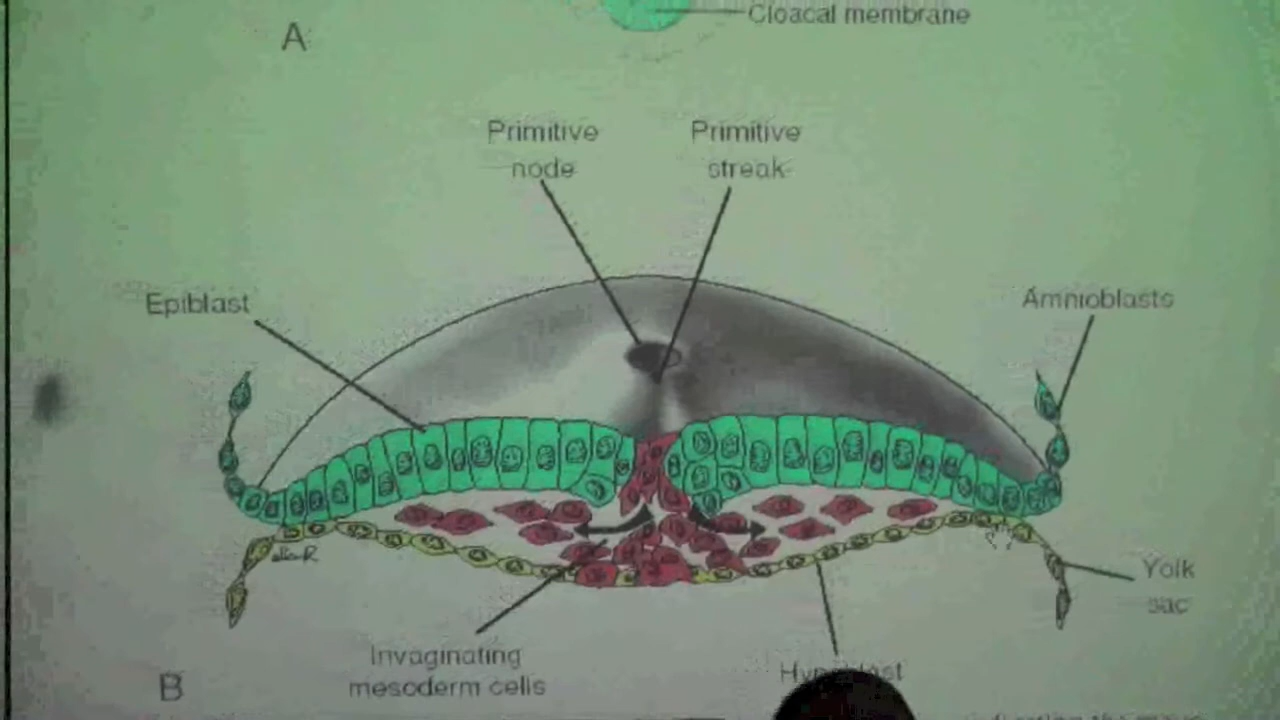 Cloacal membrane
A
Primitive
node
Primitive
streak
Epiblast
Amnioblasts
Yolk
sac
Invaginating
mesoderm cells
B